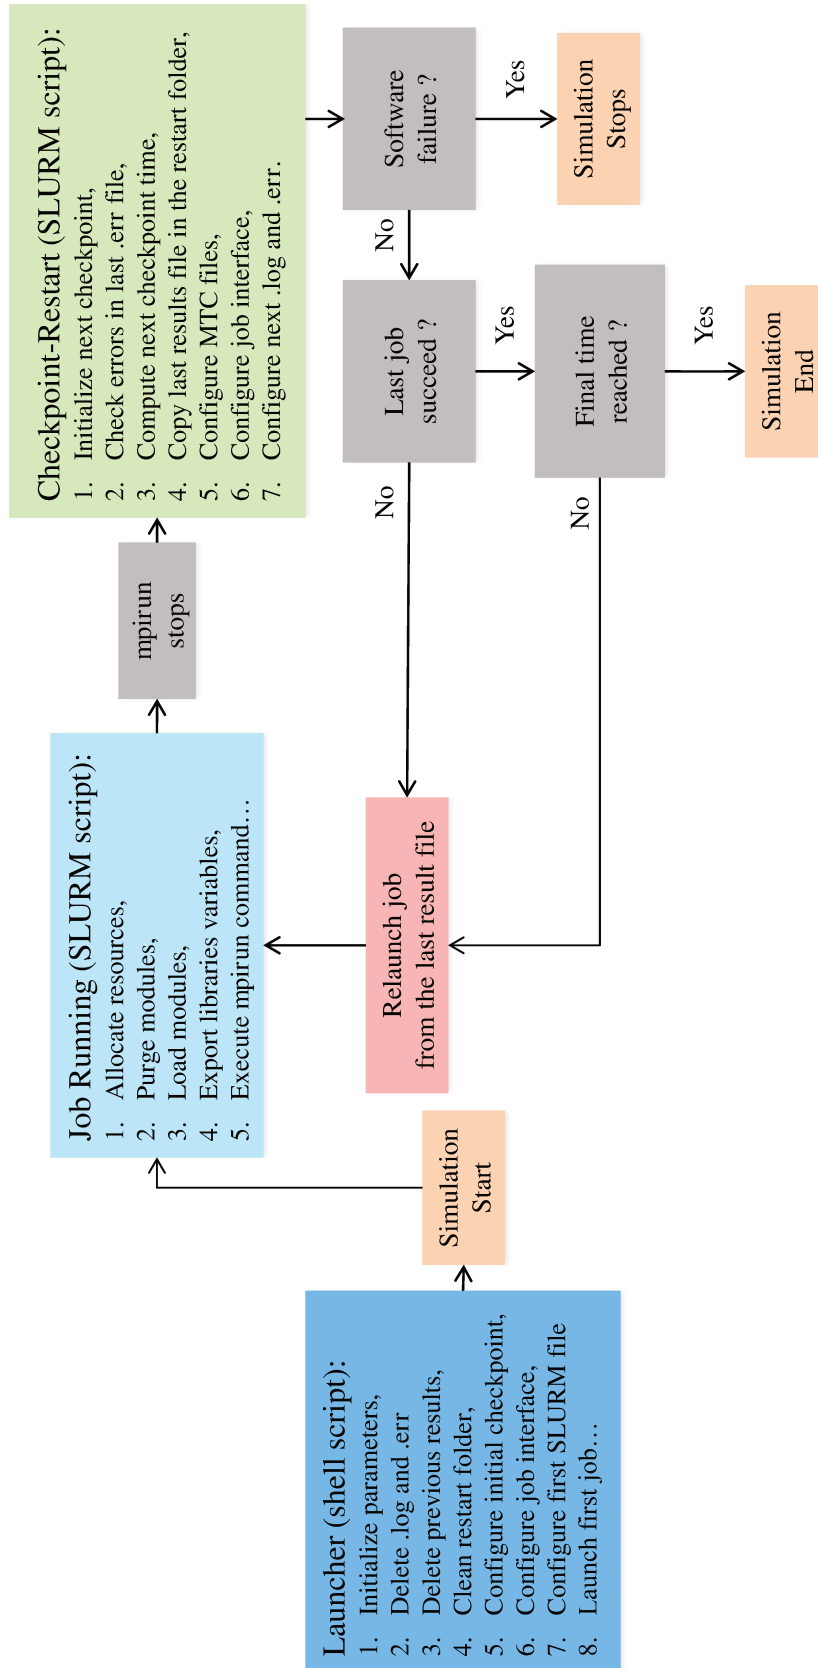 Launcher (shell script):
1. Initialize parameters,
2. Delete .log and .err
3. Delete previous results,
4. Clean restart folder,
5. Configure initial checkpoint,
6. Configure job interface,
7. Configure first SLURM file
8. Launch first job…
Simulation
Start
Job Running (SLURM script):
1. Allocate resources,
2. Purge modules,
3. Load modules,
4. Export libraries variables,
5. Execute mpirun command…
mpirun
stops
Checkpoint-Restart (SLURM script):
1. Initialize next checkpoint,
2. Check errors in last .err file,
3. Compute next checkpoint time,
4. Copy last results file in the restart folder,
5. Configure MTC files,
6. Configure job interface,
7. Configure next .log and .err.
Software
failure ?
Yes
Simulation
Stops
No
Last job
succeed ?
Yes
No
Final time
reached ?
Yes
No
Simulation
End
Relaunch job
from the last result file